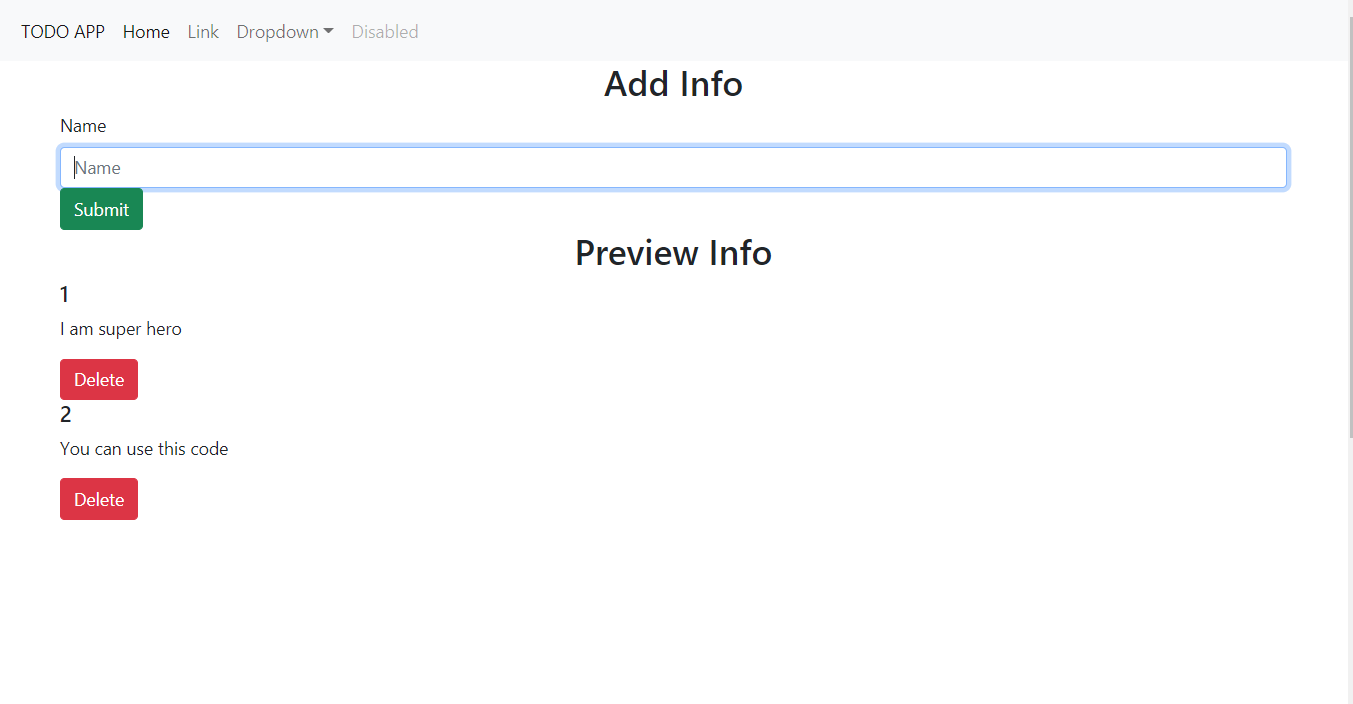 TODO APP Home Link Dropdown Disabled
Add Info
Name
Name
Submit
Preview Info
1
I am super hero
Delete
2
You can use this code
Delete